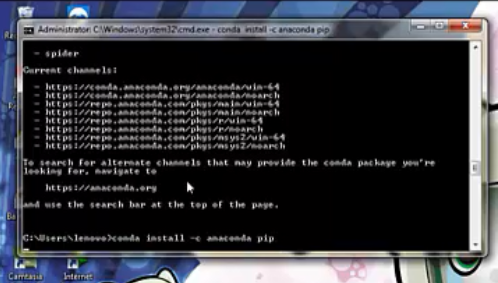 Administrator: C:\Windows\system32\cmd.exe - conda install -c anaconda pip
- spider
Current channels:
- https://conda.anaconda.org/anaconda/win-64
- https://conda.anaconda.org/anaconda/noarch
- https://repo.anaconda.com/pkgs/main/win-64
- https://repo.anaconda.com/pkgs/main/noarch
- https://repo.anaconda.com/pkgs/r/win-64
- https://repo.anaconda.com/pkgs/r/noarch
- https://repo.anaconda.com/pkgs/msys2/win-64
- https://repo.anaconda.com/pkgs/msys2/noarch
To search for alternate channels that may provide the conda package you're
looking for, navigate to
https://anaconda.org
and use the search bar at the top of the page.
C:\Users\lenovo>conda install -c anaconda pip
Camtasia
Internet